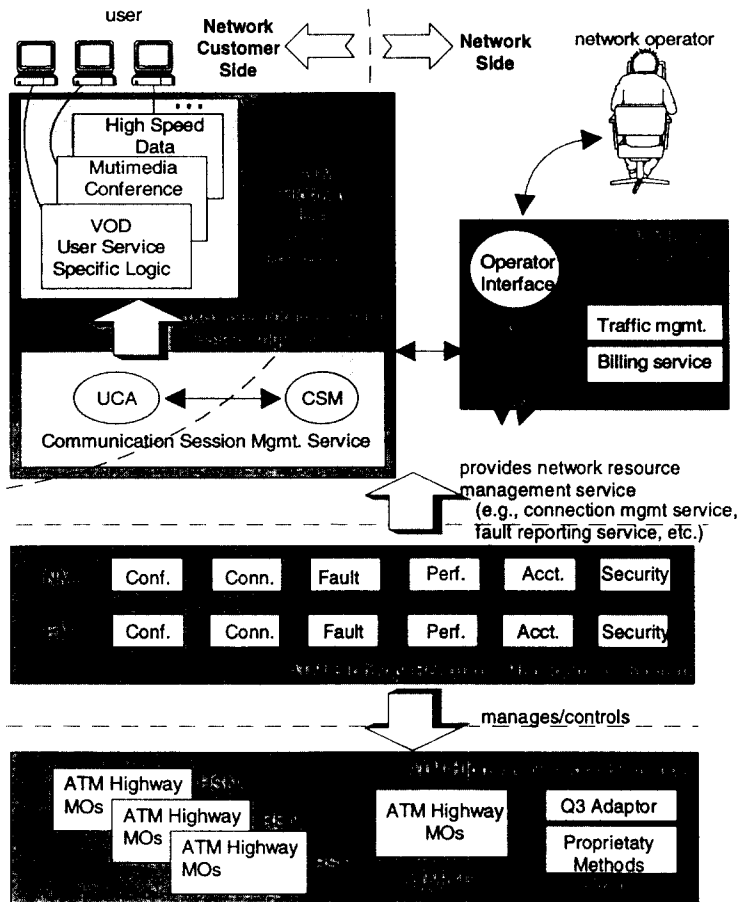 user
Network
Customer
Side
Network
Side
network operator
High Speed
Data
Mutimedia
Conference
VOD
User Service
Specific Logic
Operator
Interface
Traffic mgmt.
Billing service
UCA
CSM
Communication Session Mgmt. Service
provides network resource
management service
(e.g., connection mgmt service,
fault reporting service, etc.)
Conf.
Conn.
Fault
Perf.
Acct.
Security
Conf.
Conn.
Fault
Perf.
Acct.
Security
manages/controls
ATM Highway
MOs
ATM Highway
MOs
ATM Highway
MOs
ATM Highway
MOs
Q3 Adaptor
Proprietaty
Methods